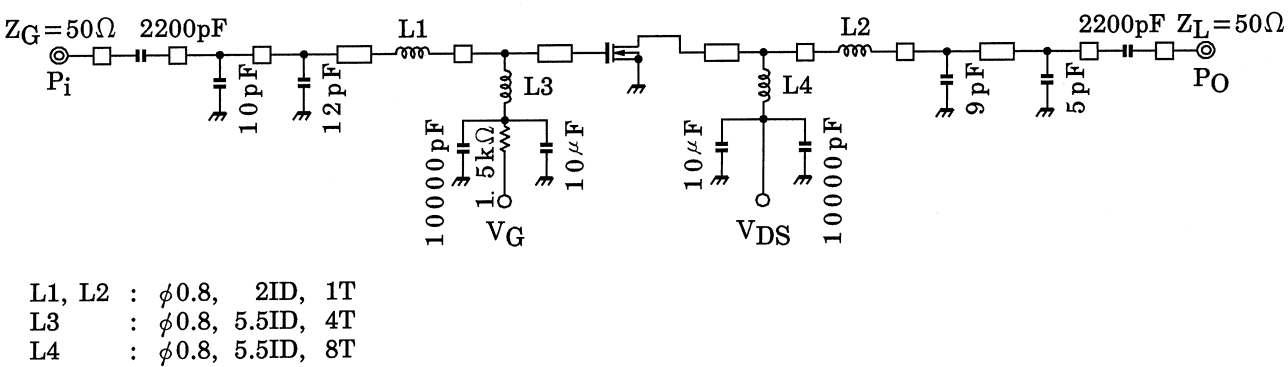 Z_G=50Ω
2200pF
L1
L2
2200pF
Z_L=50Ω
P_i
10pF
12pF
L3
L4
9pF
5pF
P_O
10000pF
1.5kΩ
10μF
V_G
10μF
10000pF
V_DS
L1, L2 : φ0.8, 2ID, 1T
L3 : φ0.8, 5.5ID, 4T
L4 : φ0.8, 5.5ID, 8T